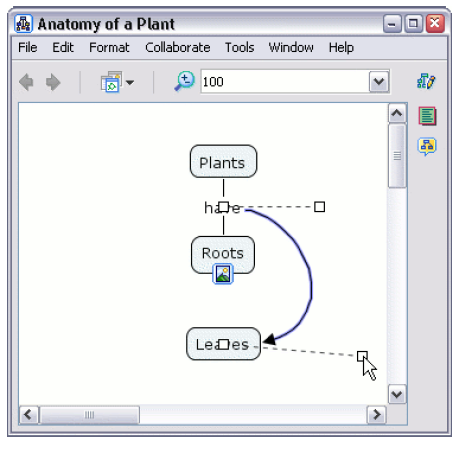 Anatomy of a Plant
File Edit Format Collaborate Tools Window Help
100
Plants
have
Roots
Leaves